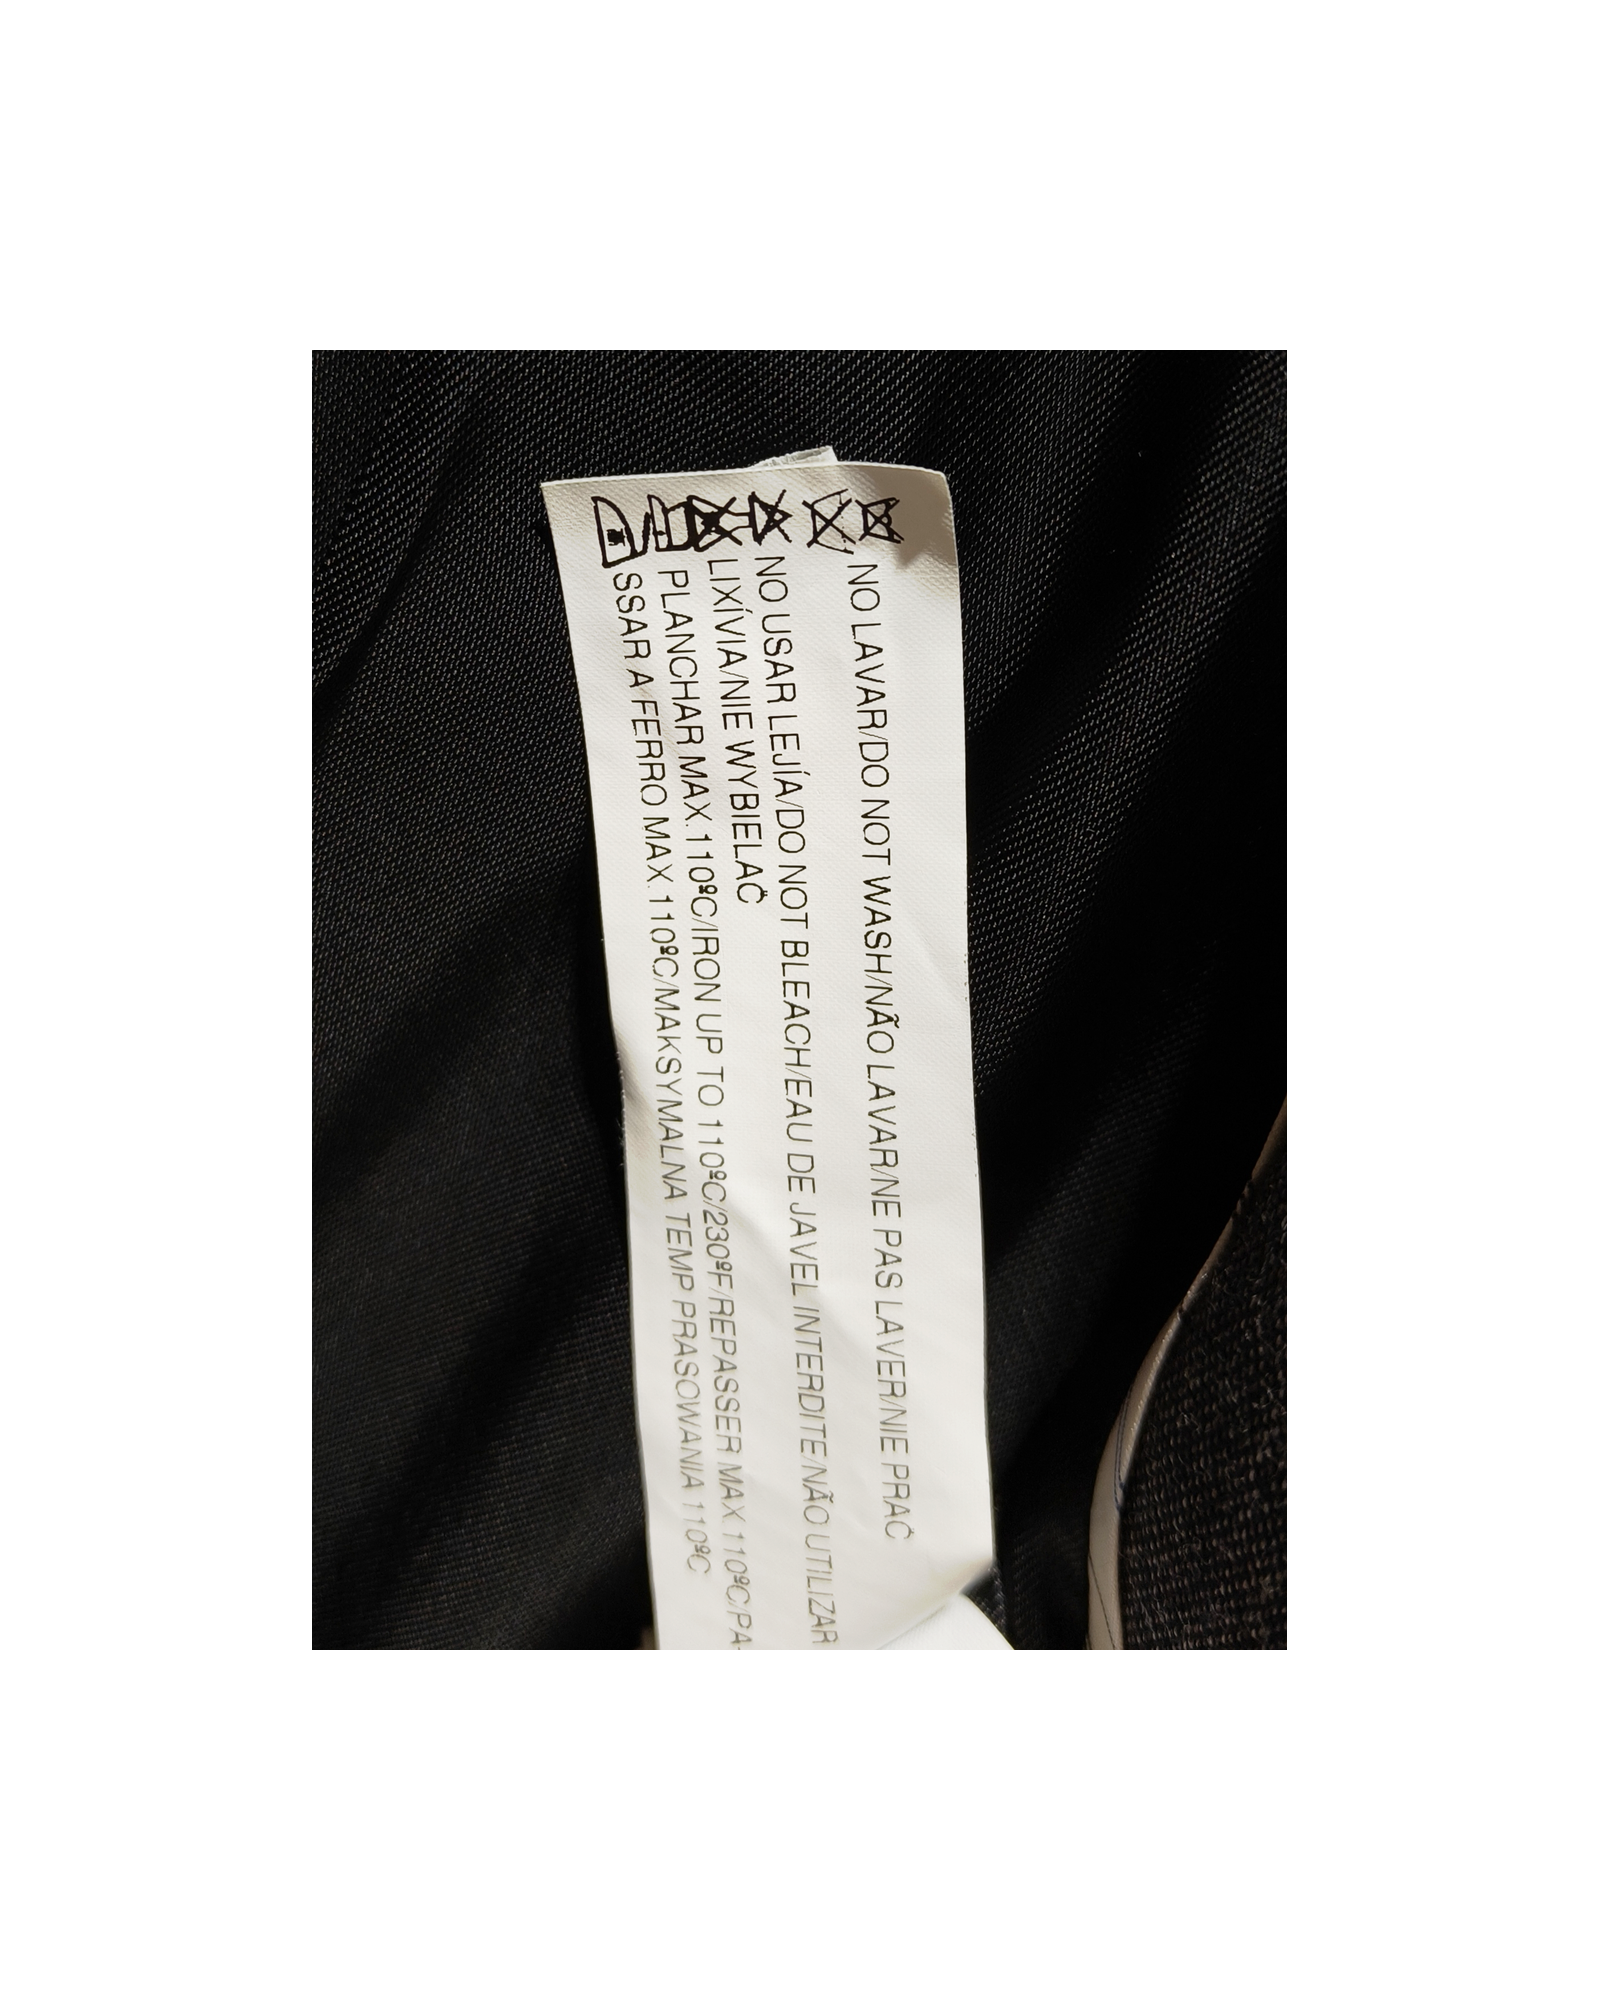 NO LAVAR/DO NOT WASH/NÃO LAVAR/NE PAS LAVER/NIE PRAĆ
NO USAR LEJÍA/DO NOT BLEACH/EAU DE JAVEL INTERDITE/NÃO UTILIZAR
LIXÍVIA/NIE WYBIELAĆ
PLANCHAR MAX.110ºC/IRON UP TO 110ºC/230ºF/REPASSER MAX.110ºC/PA-
SSAR A FERRO MAX.110ºC/MAKSYMALNA TEMP PRASOWANIA 110ºC